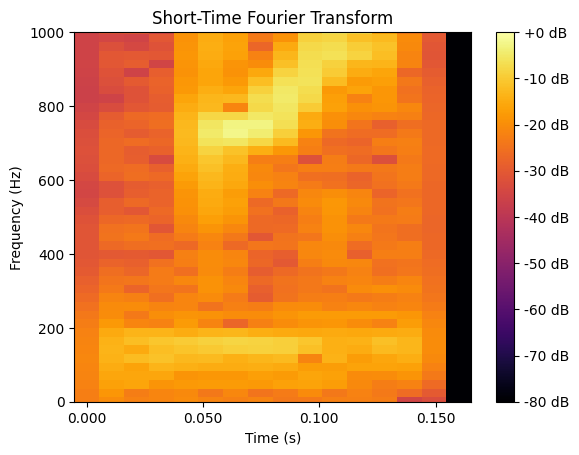 Short-Time Fourier Transform
1000
800
600
400
200
0
Frequency (Hz)
0.000
0.050
0.100
0.150
Time (s)
+0 dB
-10 dB
-20 dB
-30 dB
-40 dB
-50 dB
-60 dB
-70 dB
-80 dB